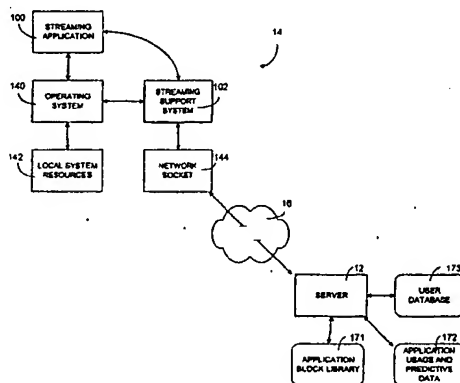 100
STREAMING
APPLICATION
14
140
OPERATING
SYSTEM
STREAMING
SUPPORT
SYSTEM
102
142
LOCAL SYSTEM
RESOURCES
NETWORK
SOCKET
144
16
12
SERVER
173
USER
DATABASE
171
APPLICATION
BLOCK LIBRARY
172
APPLICATION
USAGE AND
PREDICTIVE
DATA